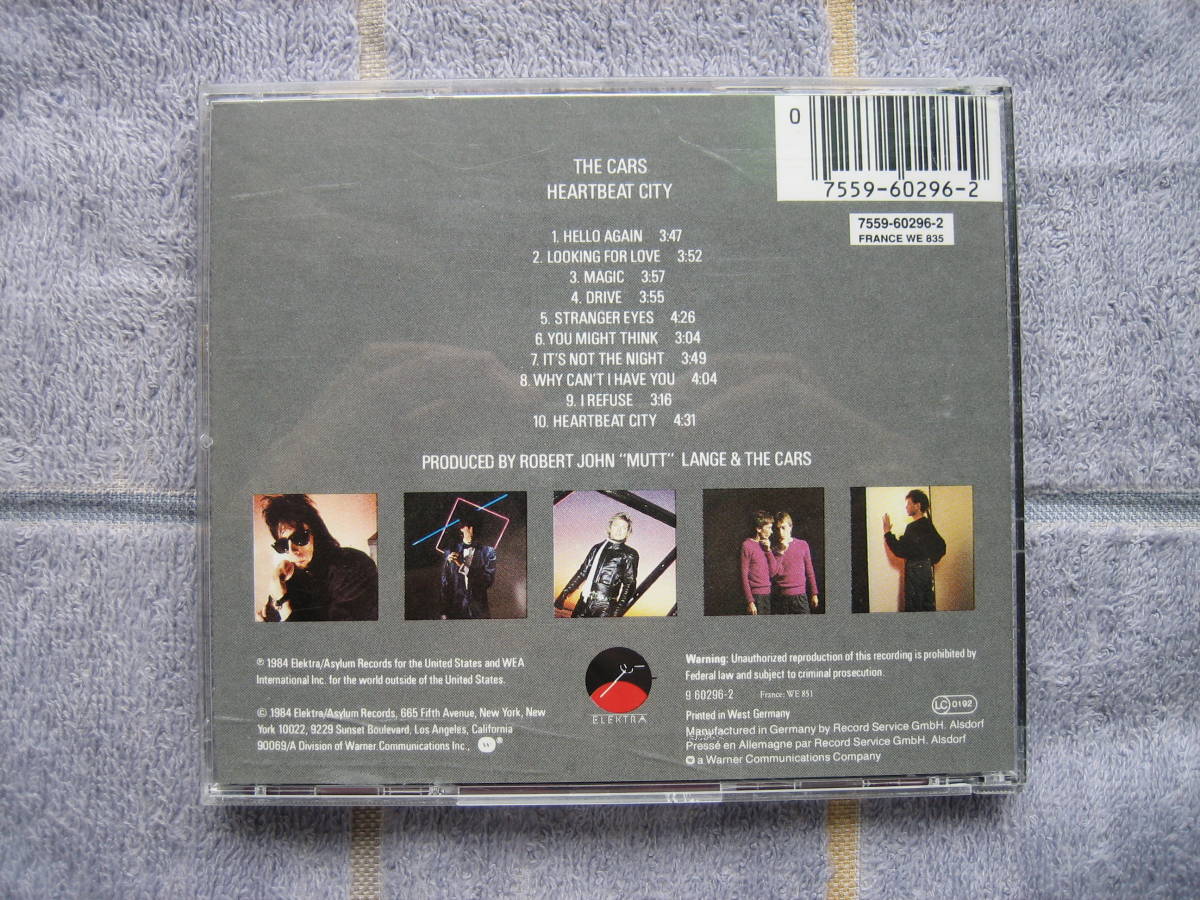 THE CARS
HEARTBEAT CITY
1. HELLO AGAIN 3:47
2. LOOKING FOR LOVE 3:52
3. MAGIC 3:57
4. DRIVE 3:55
5. STRANGER EYES 4:26
6. YOU MIGHT THINK 3:04
7. IT'S NOT THE NIGHT 3:49
8. WHY CAN'T I HAVE YOU 4:04
9. I REFUSE 3:16
10. HEARTBEAT CITY 4:31
PRODUCED BY ROBERT JOHN "MUTT" LANGE & THE CARS
0
7559-60296-2
7559-60296-2
FRANCE WE 835
℗ 1984 Elektra/Asylum Records for the United States and WEA
International Inc. for the world outside of the United States.
© 1984 Elektra/Asylum Records, 665 Fifth Avenue, New York, New
York 10022, 9229 Sunset Boulevard, Los Angeles, California
90069/A Division of Warner Communications Inc., ®
ELEKTRA
Warning: Unauthorized reproduction of this recording is prohibited by
Federal law and subject to criminal prosecution.
9 60296-2 France: WE 851
LC 0192
Printed in West Germany
Manufactured in Germany by Record Service GmbH. Alsdorf
Pressé en Allemagne par Record Service GmbH. Alsdorf
a Warner Communications Company